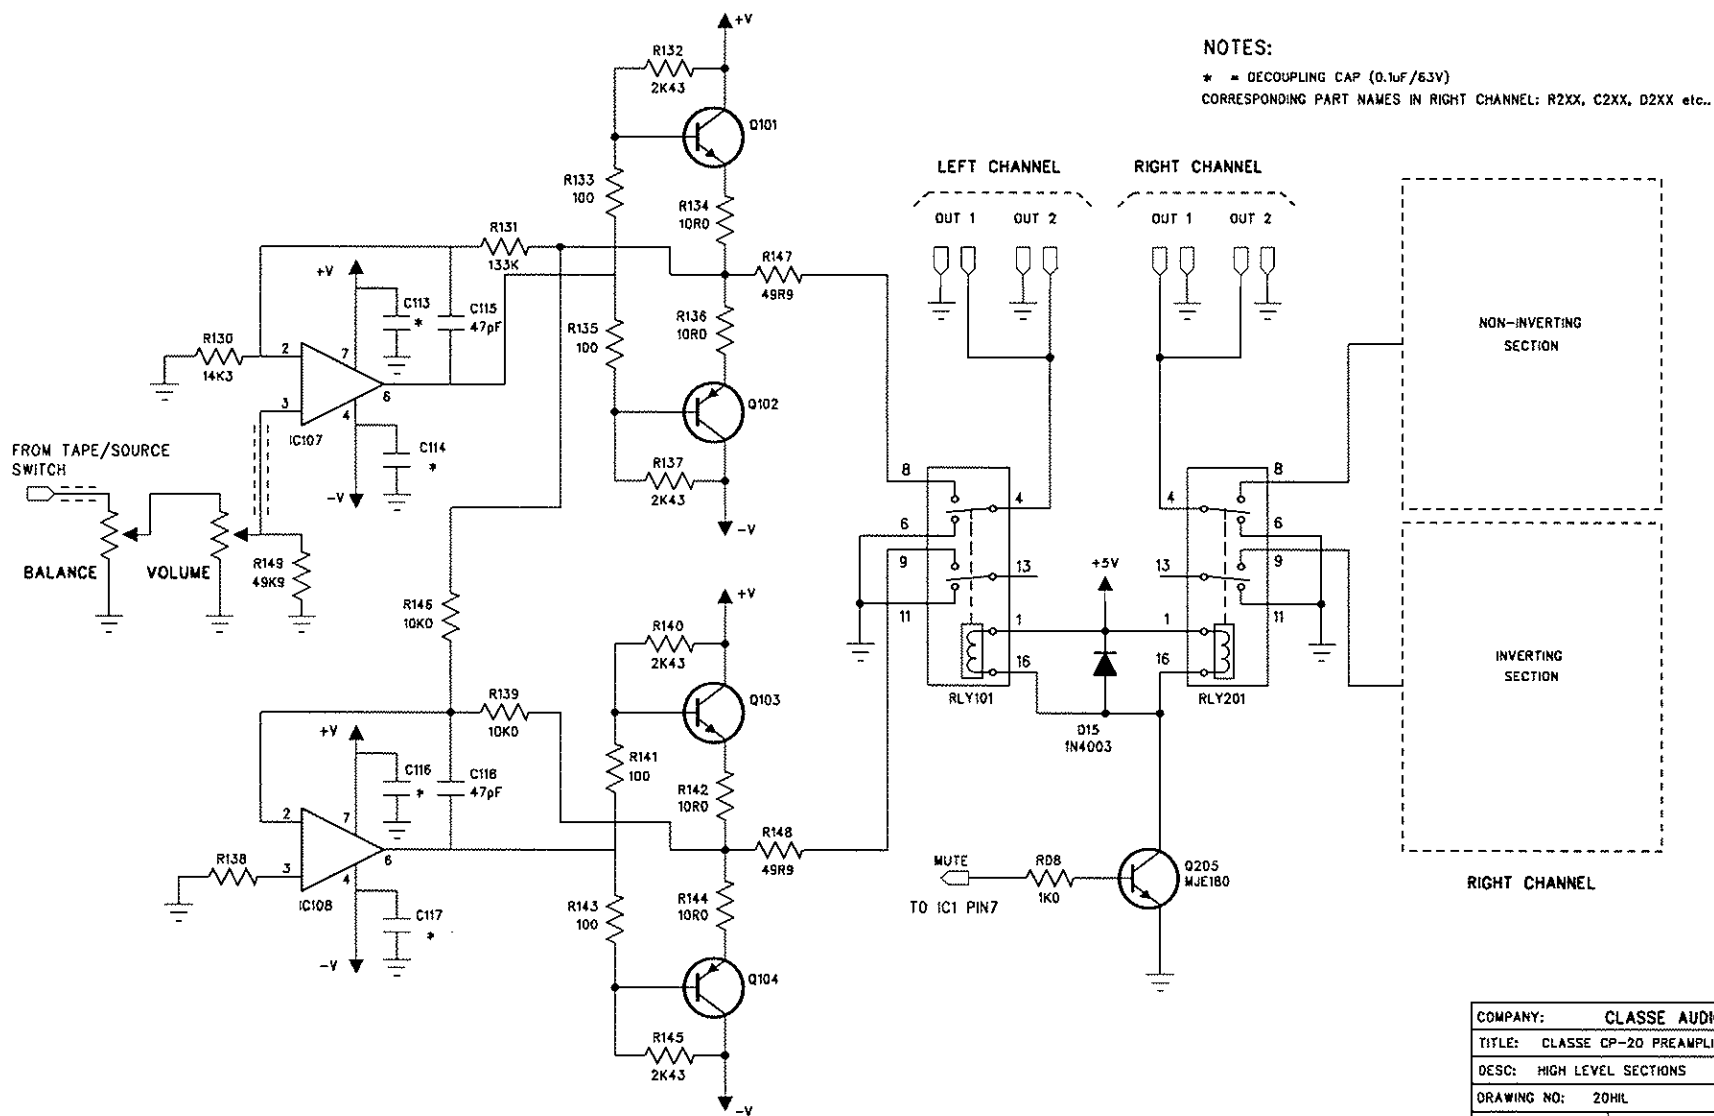 NOTES:
* = DECOUPLING CAP (0.1uF/63V)
CORRESPONDING PART NAMES IN RIGHT CHANNEL: R2XX, C2XX, D2XX etc..
+V
R132
2K43
Q101
R133
100
R134
10R0
R131
133K
R147
49R9
+V
C113
*
C115
47pF
R135
100
R136
10R0
R130
14K3
2
7
3
4
6
IC107
C114
*
-V
Q102
R137
2K43
-V
FROM TAPE/SOURCE
SWITCH
BALANCE
VOLUME
R149
49K9
R146
10K0
+V
R140
2K43
R139
10K0
Q103
+V
C116
*
C118
47pF
R141
100
R142
10R0
2
7
3
4
6
R138
IC108
C117
*
-V
R148
49R9
R143
100
R144
10R0
Q104
R145
2K43
-V
LEFT CHANNEL
RIGHT CHANNEL
OUT 1
OUT 2
OUT 1
OUT 2
8
4
6
9
13
11
1
16
RLY101
+5V
D15
1N4003
4
8
6
13
9
1
11
16
RLY201
MUTE
TO IC1 PIN7
RD8
1K0
Q2D5
MJE180
NON-INVERTING
SECTION
INVERTING
SECTION
RIGHT CHANNEL
COMPANY: CLASSE AUDI
TITLE: CLASSE CP-20 PREAMPLI
DESC: HIGH LEVEL SECTIONS
DRAWING NO: 20HIL